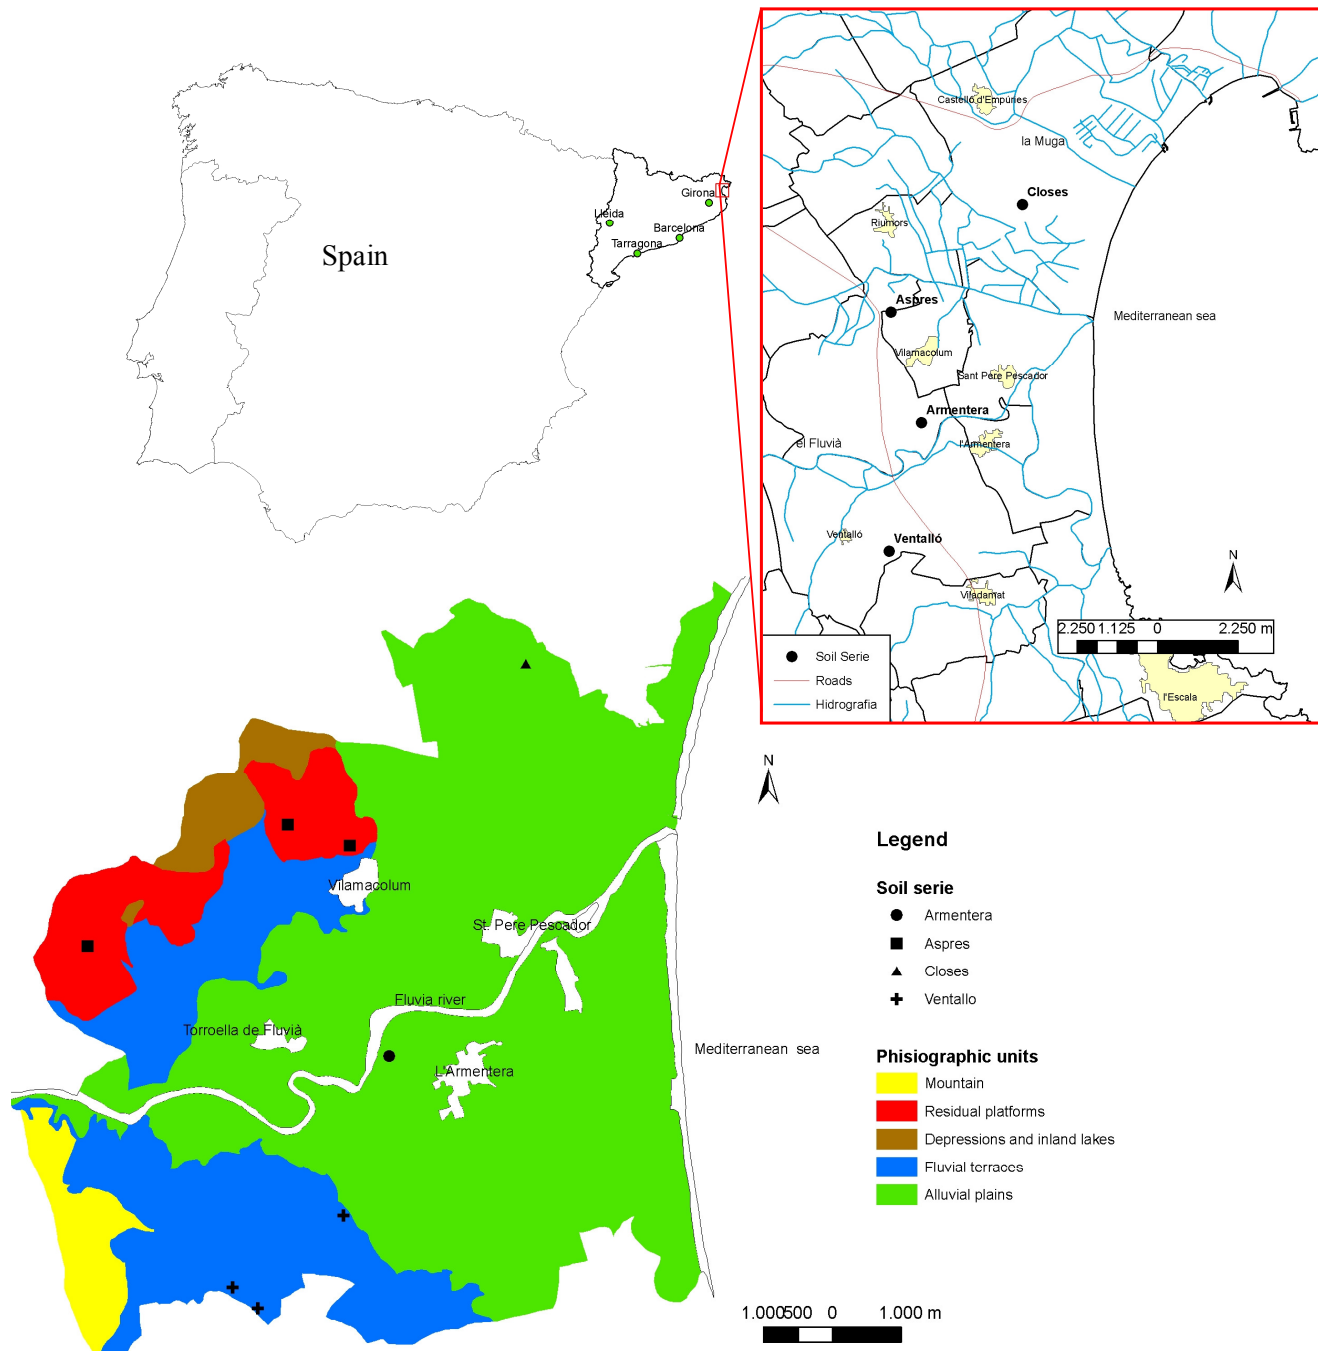 Spain
Girona
Lleida
Barcelona
Tarragona
Castelló d'Empúries
la Muga
Closes
Riumors
Aspres
Mediterranean sea
Vilamacolum
Sant Pere Pescador
Armentera
el Fluvià
l'Armentera
Ventalló
Ventalló
Viladamat
N
2.250 1.125 0 2.250 m
l'Escala
Soil Serie
Roads
Hidrografia
Vilamacolum
St. Pere Pescador
Fluvia river
Torroella de Fluvià
L'Armentera
Mediterranean sea
N
Legend
Soil serie
Armentera
Aspres
Closes
Ventallo
Phisiographic units
Mountain
Residual platforms
Depressions and inland lakes
Fluvial terraces
Alluvial plains
1.000 500 0 1.000 m